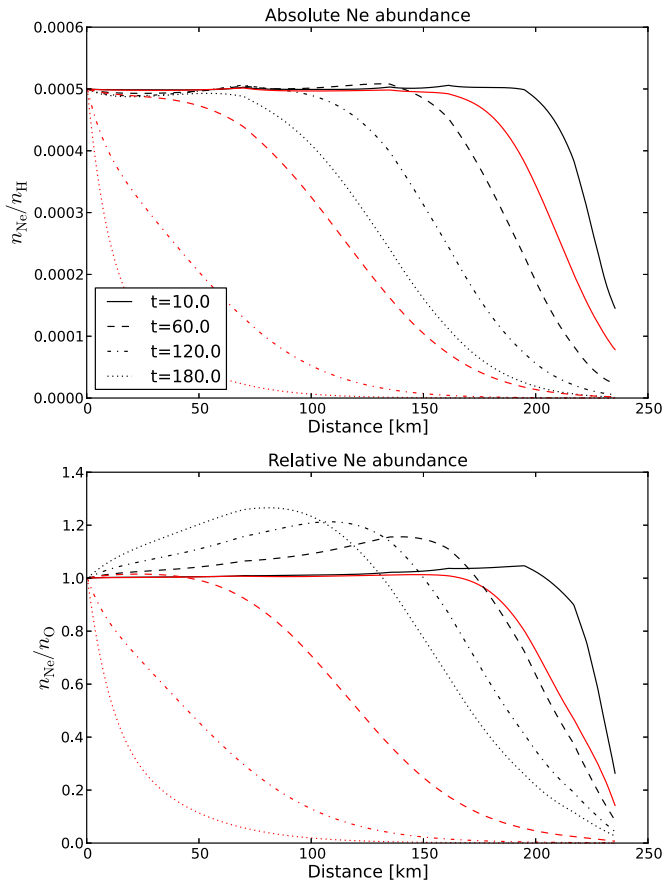 Absolute Ne abundance
0.0006
0.0005
0.0004
0.0003
0.0002
0.0001
0.0000
n_Ne/n_H
t=10.0
t=60.0
t=120.0
t=180.0
0 50 100 150 200 250
Distance [km]
Relative Ne abundance
1.4
1.2
1.0
0.8
0.6
0.4
0.2
0.0
n_Ne/n_O
0 50 100 150 200 250
Distance [km]